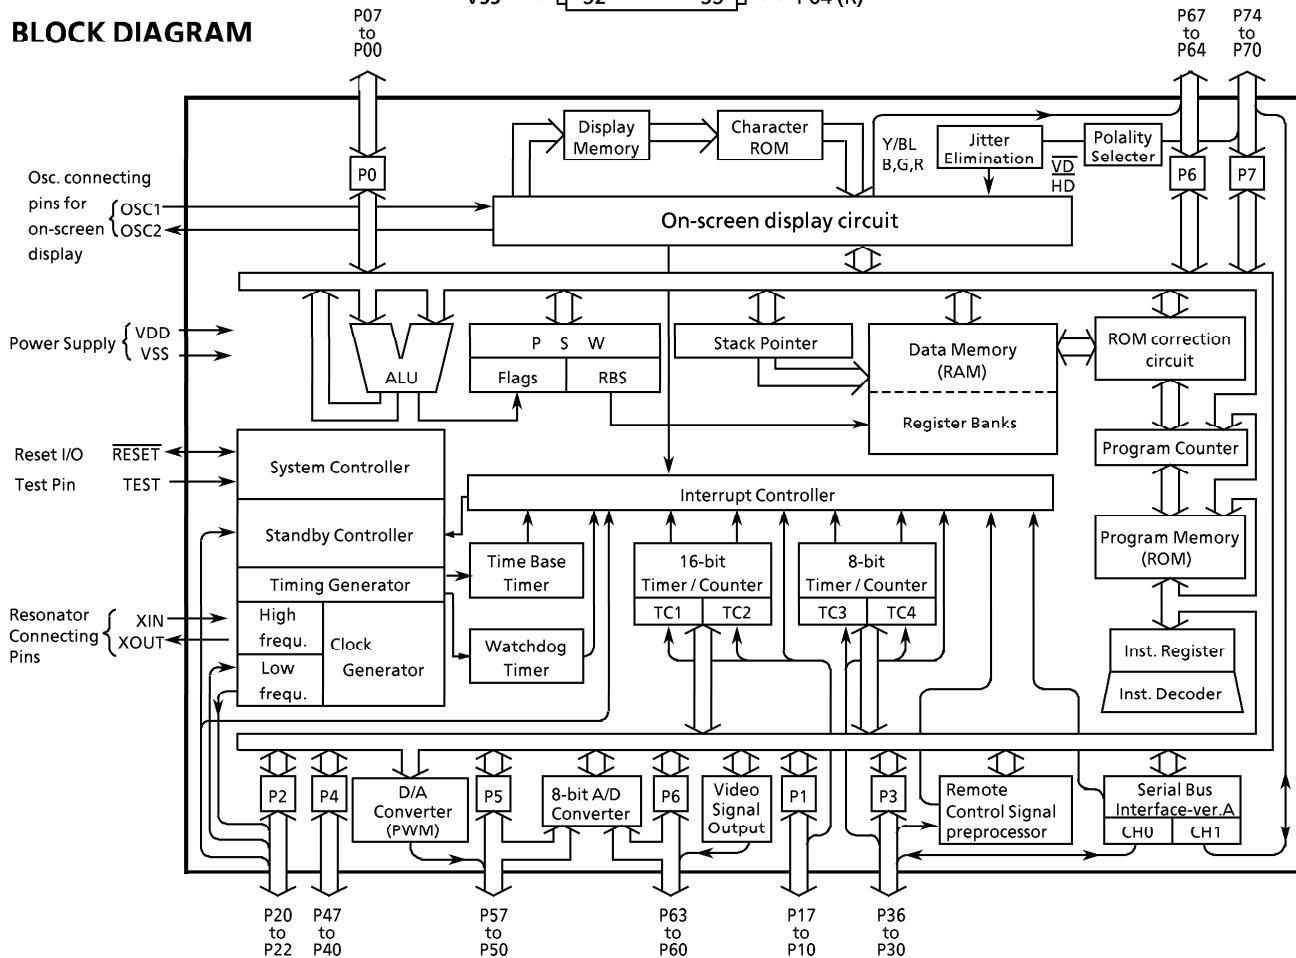 VSS 32 33 P64 (R)
BLOCK DIAGRAM
P07
to
P00
P67
to
P64
P74
to
P70
Display
Memory
Character
ROM
Y/BL
B,G,R
Jitter
Elimination
Polality
Selecter
VD
HD
P0
P6
P7
Osc. connecting
pins for
on-screen
display
OSC1
OSC2
On-screen display circuit
Power Supply
VDD
VSS
ALU
P S W
Flags
RBS
Stack Pointer
Data Memory
(RAM)
Register Banks
ROM correction
circuit
Program Counter
Program Memory
(ROM)
Inst. Register
Inst. Decoder
Reset I/O
RESET
Test Pin
TEST
System Controller
Standby Controller
Timing Generator
High
frequ.
Low
frequ.
Clock
Generator
Resonator
Connecting
Pins
XIN
XOUT
Interrupt Controller
Time Base
Timer
Watchdog
Timer
16-bit
Timer / Counter
TC1
TC2
8-bit
Timer / Counter
TC3
TC4
P2
P4
D/A
Converter
(PWM)
P5
8-bit A/D
Converter
P6
Video
Signal
Output
P1
P3
Remote
Control Signal
preprocessor
Serial Bus
Interface-ver.A
CH0
CH1
P20
to
P22
P47
to
P40
P57
to
P50
P63
to
P60
P17
to
P10
P36
to
P30